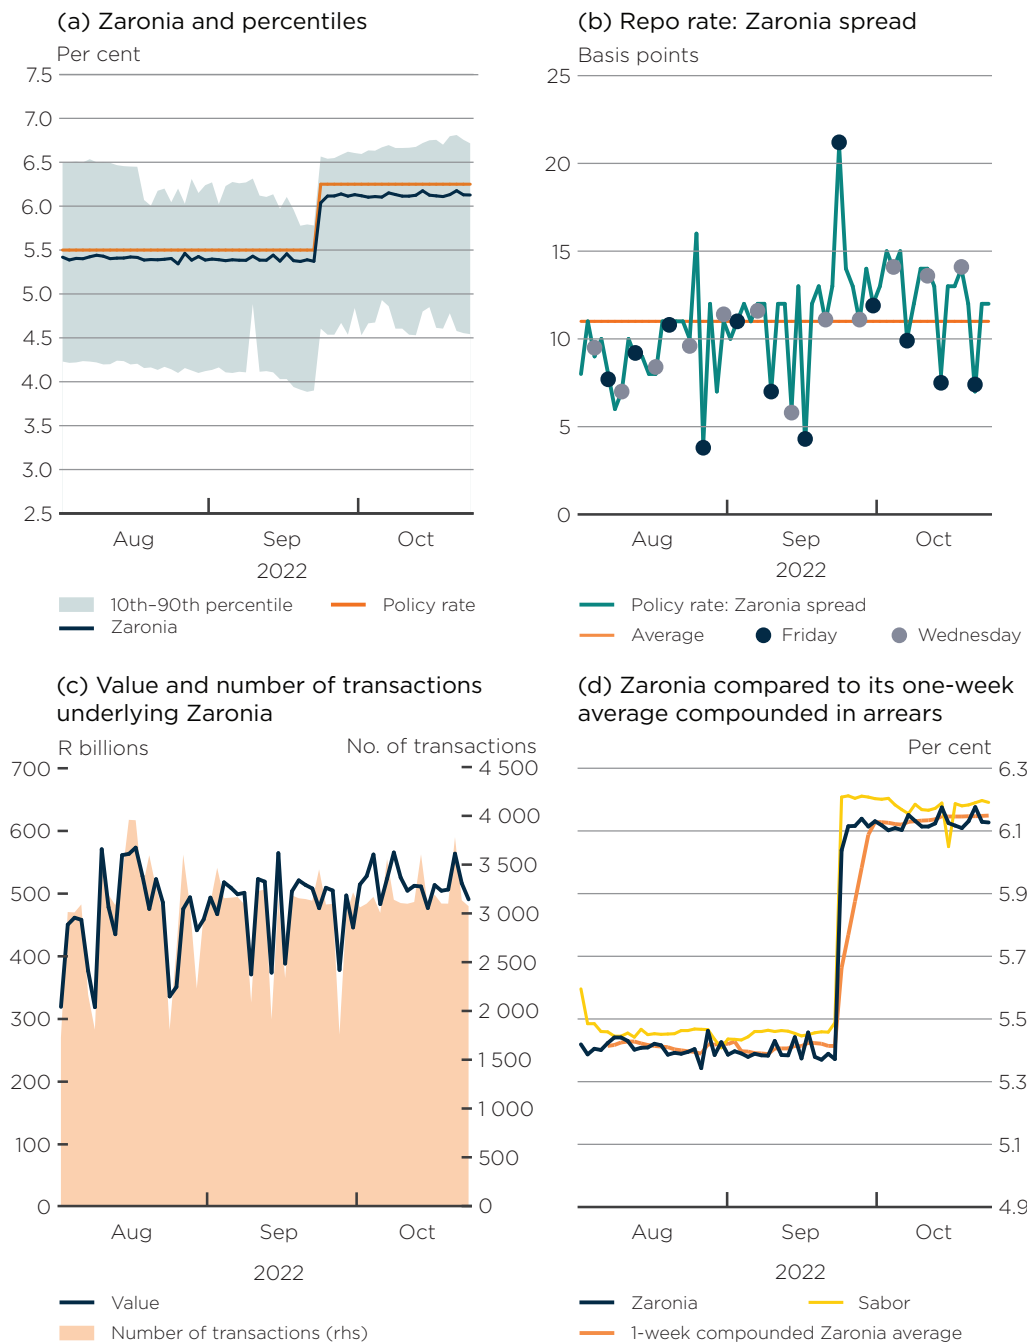 (a) Zaronia and percentiles
Per cent
7.5
7.0
6.5
6.0
5.5
5.0
4.5
4.0
3.5
3.0
2.5
Aug
Sep
Oct
2022
10th–90th percentile
Policy rate
Zaronia
(b) Repo rate: Zaronia spread
Basis points
25
20
15
10
5
0
Aug
Sep
Oct
2022
Policy rate: Zaronia spread
Average
Friday
Wednesday
(c) Value and number of transactions
underlying Zaronia
R billions
No. of transactions
700
600
500
400
300
200
100
0
4 500
4 000
3 500
3 000
2 500
2 000
1 500
1 000
500
0
Aug
Sep
Oct
2022
Value
Number of transactions (rhs)
(d) Zaronia compared to its one-week
average compounded in arrears
Per cent
6.3
6.1
5.9
5.7
5.5
5.3
5.1
4.9
Aug
Sep
Oct
2022
Zaronia
Sabor
1-week compounded Zaronia average